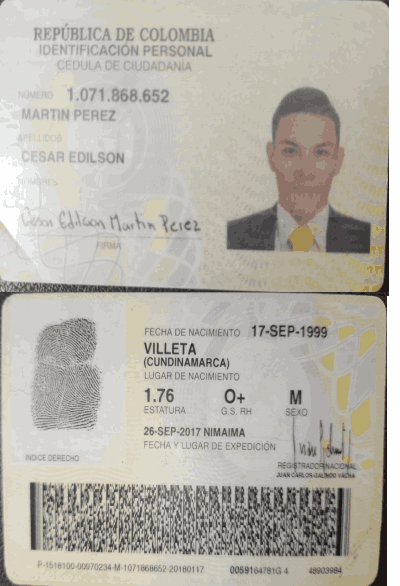 REPÚBLICA DE COLOMBIA
IDENTIFICACIÓN PERSONAL
CÉDULA DE CIUDADANÍA
NÚMERO 1.071.868.652
MARTIN PEREZ
APELLIDOS
CESAR EDILSON
NOMBRES
Cesar Edilson Martin Perez
FIRMA
FECHA DE NACIMIENTO 17-SEP-1999
VILLETA
(CUNDINAMARCA)
LUGAR DE NACIMIENTO
1.76 O+ M
ESTATURA G.S. RH SEXO
26-SEP-2017 NIMAIMA
FECHA Y LUGAR DE EXPEDICIÓN
INDICE DERECHO
REGISTRADOR NACIONAL
JUAN CARLOS GALINDO VACHA
P-1518100-00970234-M-1071868652-20180117 0059164781G 4 48903984